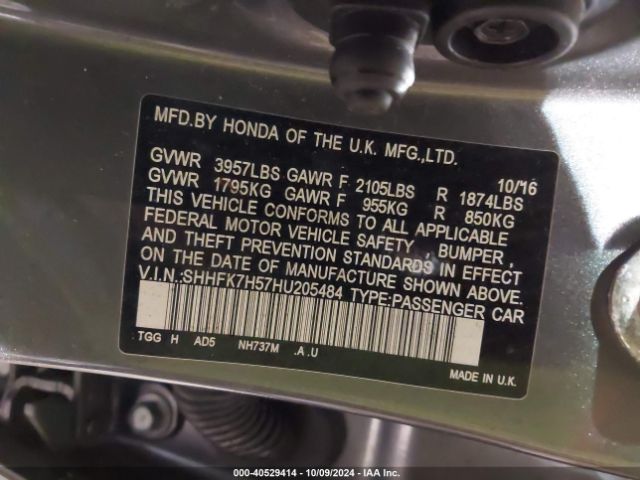 MFD.BY HONDA OF THE U.K. MFG.,LTD.
10/16
GVWR 3957LBS GAWR F 2105LBS R 1874LBS
GVWR 1795KG GAWR F 955KG R 850KG
THIS VEHICLE CONFORMS TO ALL APPLICABLE
FEDERAL MOTOR VEHICLE SAFETY, BUMPER,
AND THEFT PREVENTION STANDARDS IN EFFECT
ON THE DATE OF MANUFACTURE SHOWN ABOVE.
V.I.N.:SHHFK7H57HU205484 TYPE:PASSENGER CAR
TGG H AD5 NH737M .A.U
MADE IN U.K.
000-40529414 - 10/09/2024 - IAA Inc.